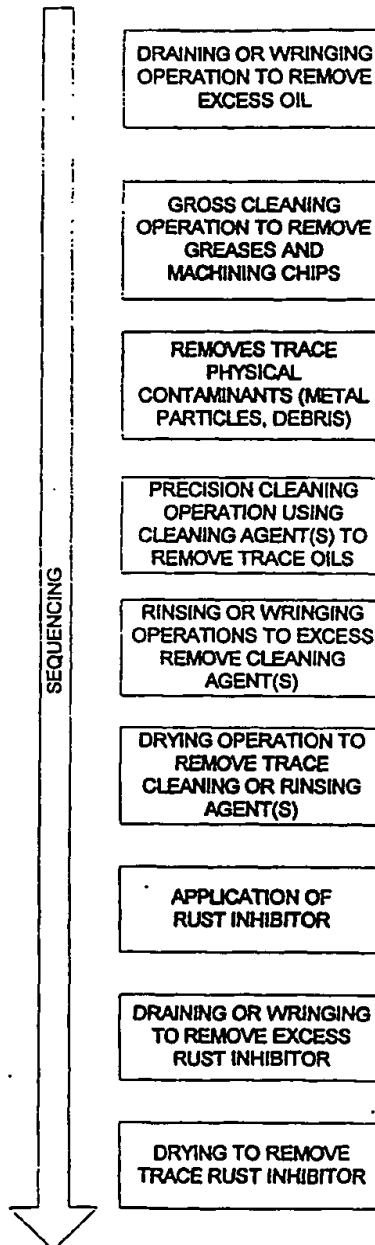 DRAINING OR WRINGING
OPERATION TO REMOVE
EXCESS OIL
GROSS CLEANING
OPERATION TO REMOVE
GREASES AND
MACHINING CHIPS
REMOVES TRACE
PHYSICAL
CONTAMINANTS (METAL
PARTICLES, DEBRIS)
PRECISION CLEANING
OPERATION USING
CLEANING AGENT(S) TO
REMOVE TRACE OILS
SEQUENCING
RINSING OR WRINGING
OPERATIONS TO EXCESS
REMOVE CLEANING
AGENT(S)
DRYING OPERATION TO
REMOVE TRACE
CLEANING OR RINSING
AGENT(S)
APPLICATION OF
RUST INHIBITOR
DRAINING OR WRINGING
TO REMOVE EXCESS
RUST INHIBITOR
DRYING TO REMOVE
TRACE RUST INHIBITOR